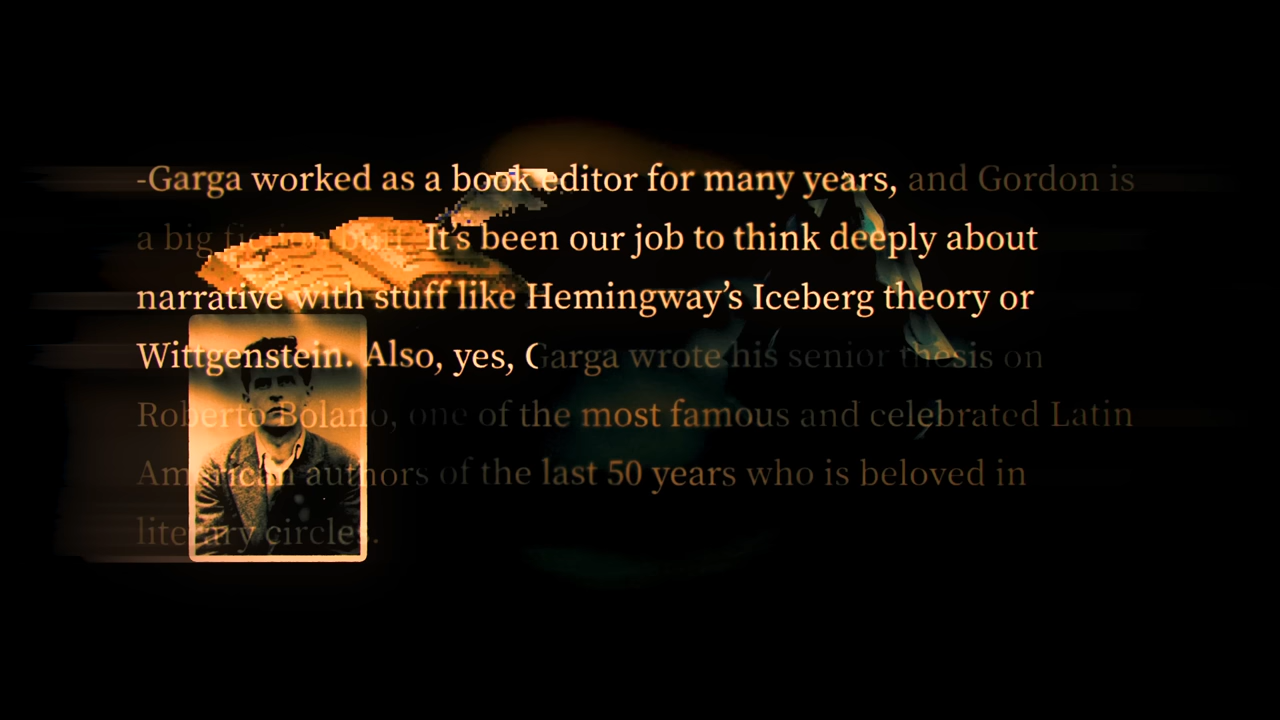 -Garga worked as a book editor for many years, and Gordon is
a big fiction buff. It's been our job to think deeply about
narrative with stuff like Hemingway's Iceberg theory or
Wittgenstein. Also, yes, Garga wrote his senior thesis on
Roberto Bolano, one of the most famous and celebrated Latin
American authors of the last 50 years who is beloved in
literary circles.